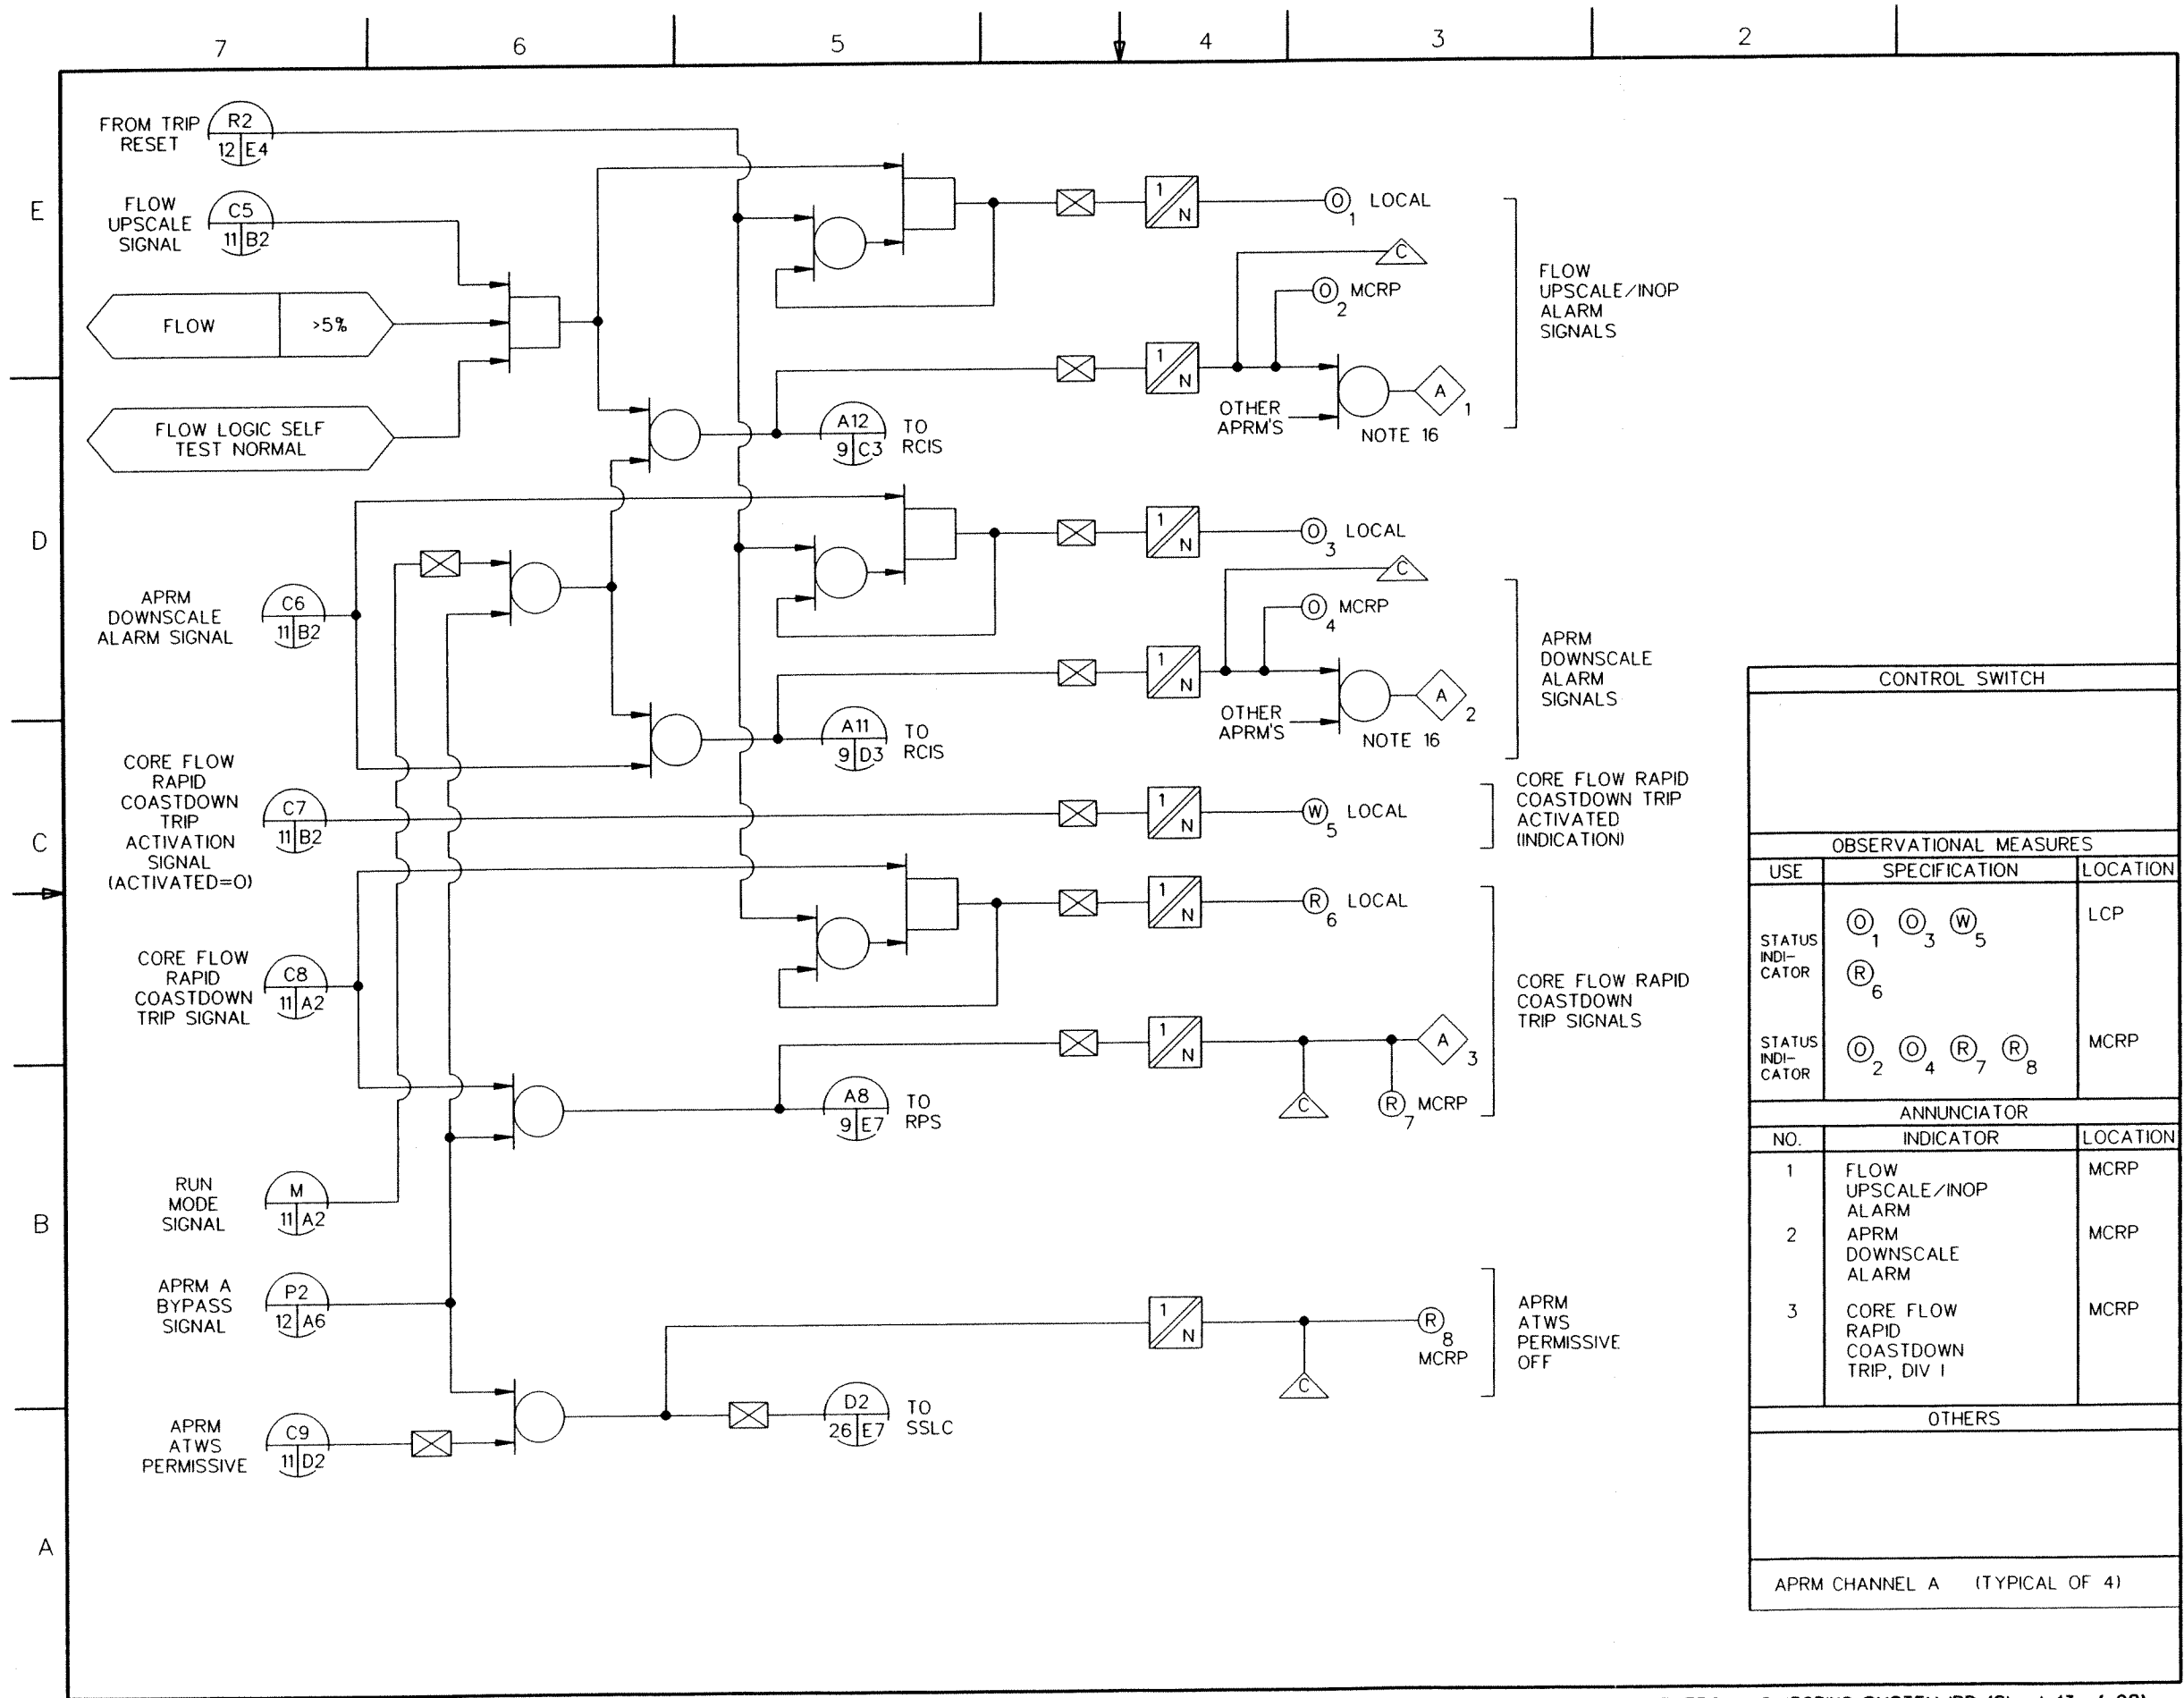 7 6 5 4 3 2
E
D
C
B
A
FROM TRIP
RESET
R2
12 E4
FLOW
UPSCALE
SIGNAL
C5
11 B2
FLOW >5%
FLOW LOGIC SELF
TEST NORMAL
APRM
DOWNSCALE
ALARM SIGNAL
C6
11 B2
CORE FLOW
RAPID
COASTDOWN
TRIP
ACTIVATION
SIGNAL
(ACTIVATED=0)
C7
11 B2
CORE FLOW
RAPID
COASTDOWN
TRIP SIGNAL
C8
11 A2
RUN
MODE
SIGNAL
M
11 A2
APRM A
BYPASS
SIGNAL
P2
12 A6
APRM
ATWS
PERMISSIVE
C9
11 D2
1 N
O 1 LOCAL
C
O 2 MCRP
1 N
OTHER
APRM'S
A 1
NOTE 16
A12
9 C3
TO
RCIS
FLOW
UPSCALE/INOP
ALARM
SIGNALS
1 N
O 3 LOCAL
C
O 4 MCRP
1 N
OTHER
APRM'S
A 2
NOTE 16
A11
9 D3
TO
RCIS
APRM
DOWNSCALE
ALARM
SIGNALS
1 N
W 5 LOCAL
CORE FLOW RAPID
COASTDOWN TRIP
ACTIVATED
(INDICATION)
1 N
R 6 LOCAL
1 N
A 3
C
R 7 MCRP
A8
9 E7
TO
RPS
CORE FLOW RAPID
COASTDOWN
TRIP SIGNALS
1 N
R 8
MCRP
C
D2
26 E7
TO
SSLC
APRM
ATWS
PERMISSIVE
OFF
CONTROL SWITCH
OBSERVATIONAL MEASURES
USE SPECIFICATION LOCATION
STATUS
INDI-
CATOR
O 1 O 3 W 5
R 6
LCP
STATUS
INDI-
CATOR
O 2 O 4 R 7 R 8
MCRP
ANNUNCIATOR
NO. INDICATOR LOCATION
1 FLOW MCRP
UPSCALE/INOP
ALARM
2 APRM MCRP
DOWNSCALE
ALARM
3 CORE FLOW MCRP
RAPID
COASTDOWN
TRIP, DIV I
OTHERS
APRM CHANNEL A (TYPICAL OF 4)